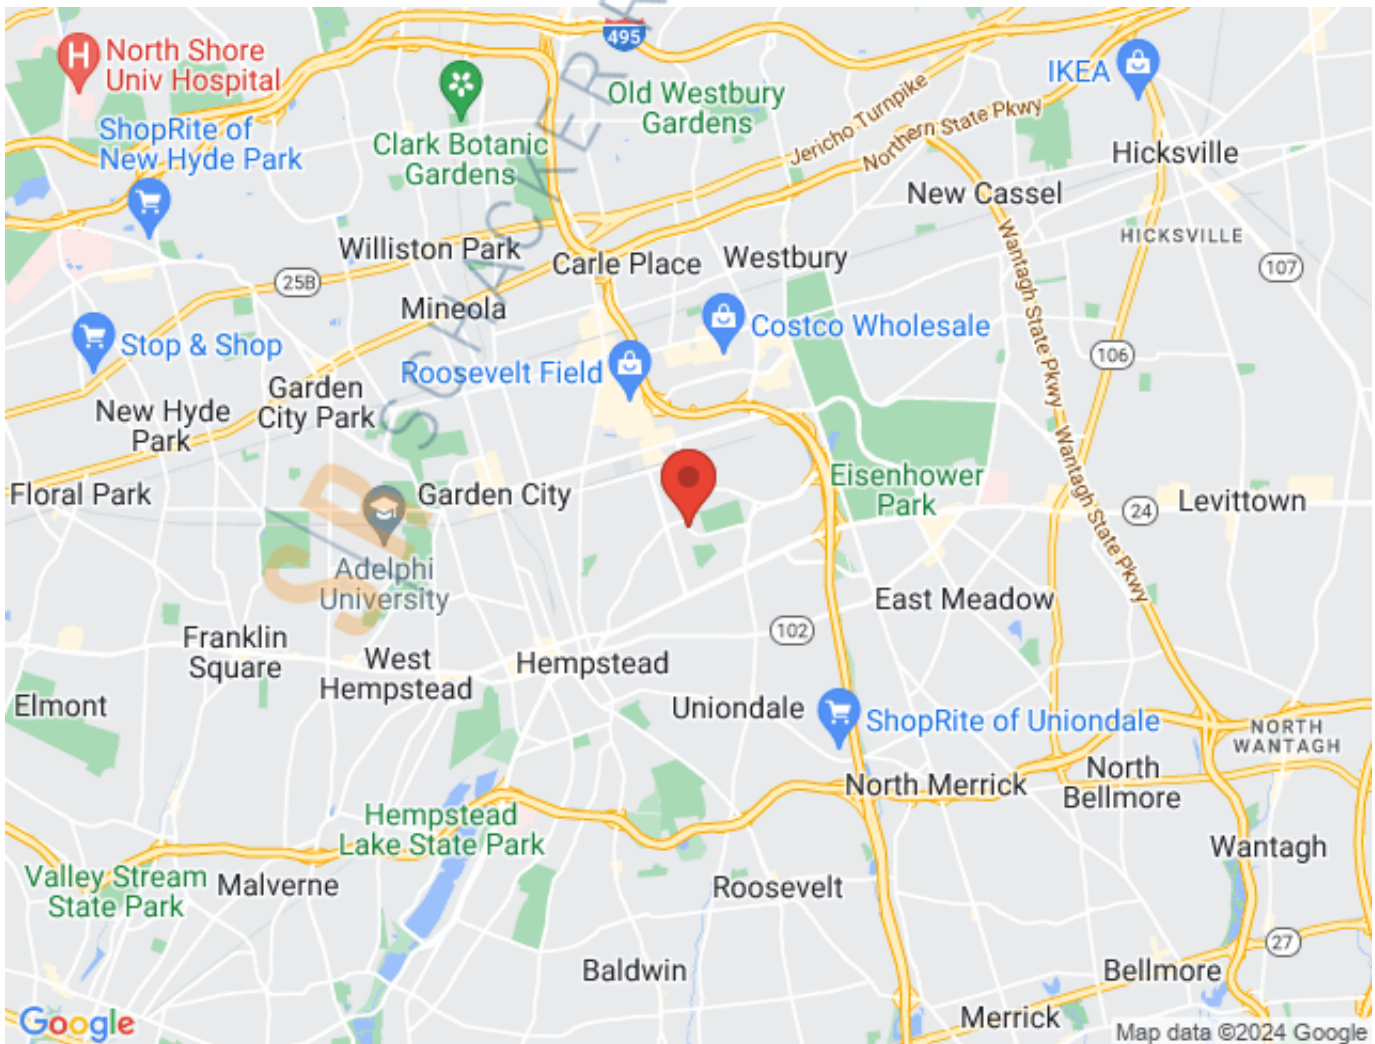 495
North Shore
Univ Hospital
IKEA
Old Westbury
Gardens
Jericho Turnpike
Northern State Pkwy
ShopRite of
New Hyde Park
Clark Botanic
Gardens
Hicksville
New Cassel
Wantagh State Pkwy
HICKSVILLE
Williston Park
Carle Place
Westbury
107
25B
Mineola
Costco Wholesale
Stop & Shop
106
Roosevelt Field
Garden
City Park
New Hyde
Park
Wantagh State Pkwy
Eisenhower
Park
Floral Park
Garden City
24
Levittown
Adelphi
University
East Meadow
102
Franklin
Square
West
Hempstead
Hempstead
Elmont
Uniondale
ShopRite of Uniondale
NORTH
WANTAGH
North Merrick
North
Bellmore
Hempstead
Lake State Park
Wantagh
Valley Stream
State Park
Malverne
Roosevelt
27
Baldwin
Bellmore
Merrick
Google
Map data ©2024 Google
S/B
SCHACKER R